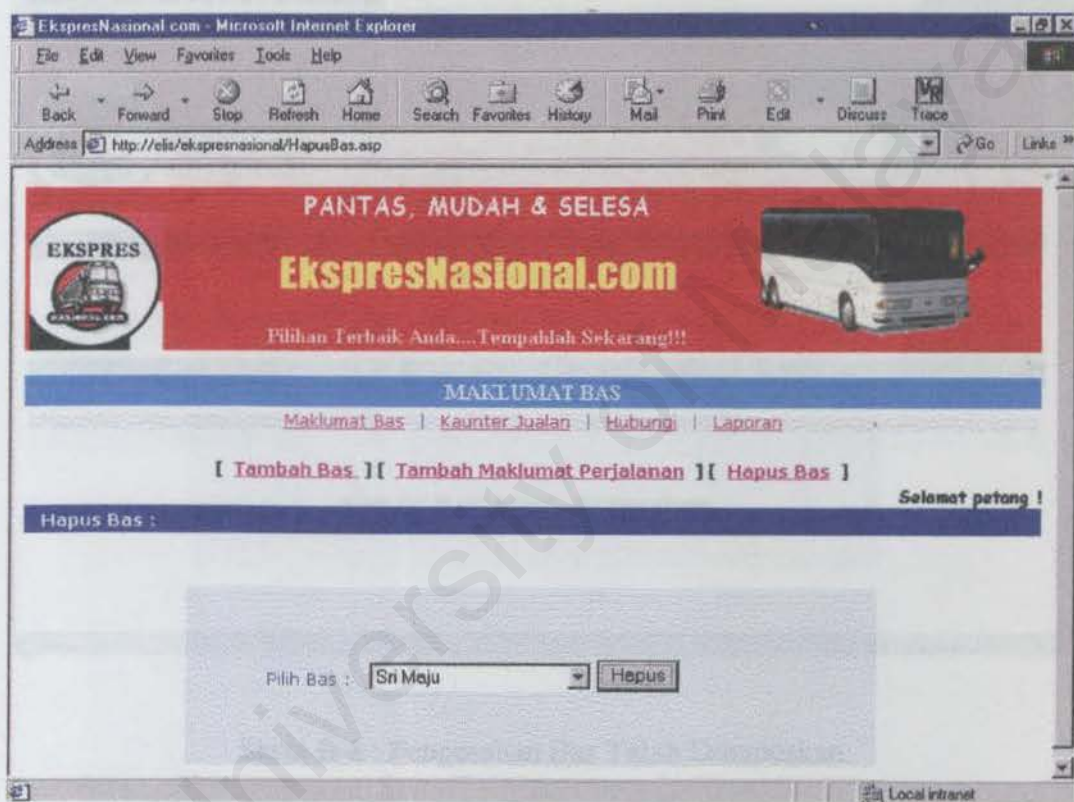 EkspresNasional.com - Microsoft Internet Explorer
File Edit View Favorites Tools Help
Back Forward Stop Refresh Home Search Favorites History Mail Print Edit Discuss Trace
Address http://elis/ekspresnasional/HapusBas.asp Go Links »
PANTAS, MUDAH & SELESA
EKSPRES
EkspresNasional.com
Pilihan Terbaik Anda....Tempahlah Sekarang!!!
MAKLUMAT BAS
Maklumat Bas | Kaunter Jualan | Hubungi | Laporan
[ Tambah Bas ][ Tambah Maklumat Perjalanan ][ Hapus Bas ]
Selamat petang !
Hapus Bas :
Pilih Bas : Sri Maju Hapus
Local intranet
University of Malaya